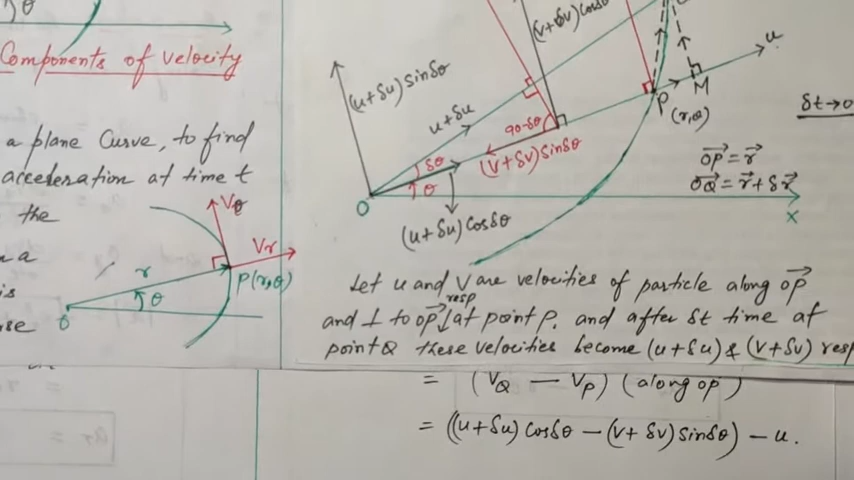 θ
Components of velocity
a plane Curve, to find
acceleration at time t
the
n a
is
se
Vθ
Vr
r
θ
P(r,θ)
O
(u+δu) Sinδθ
(V+δv) Cosδθ
u
u+δu
90-δθ
δθ
θ
(V+δv) Sinδθ
P
(r,θ)
M
δt→0
OP = r
OQ = r + δr
O
X
(u+δu) Cosδθ
Let u and V are velocities of particle along OP
and ⊥ to OP resp at point P. and after δt time at
point Q these velocities become (u+δu) & (V+δv) resp
= (VQ — VP) (along OP)
= ((u+δu) Cosδθ − (V+δv) Sinδθ) − u.